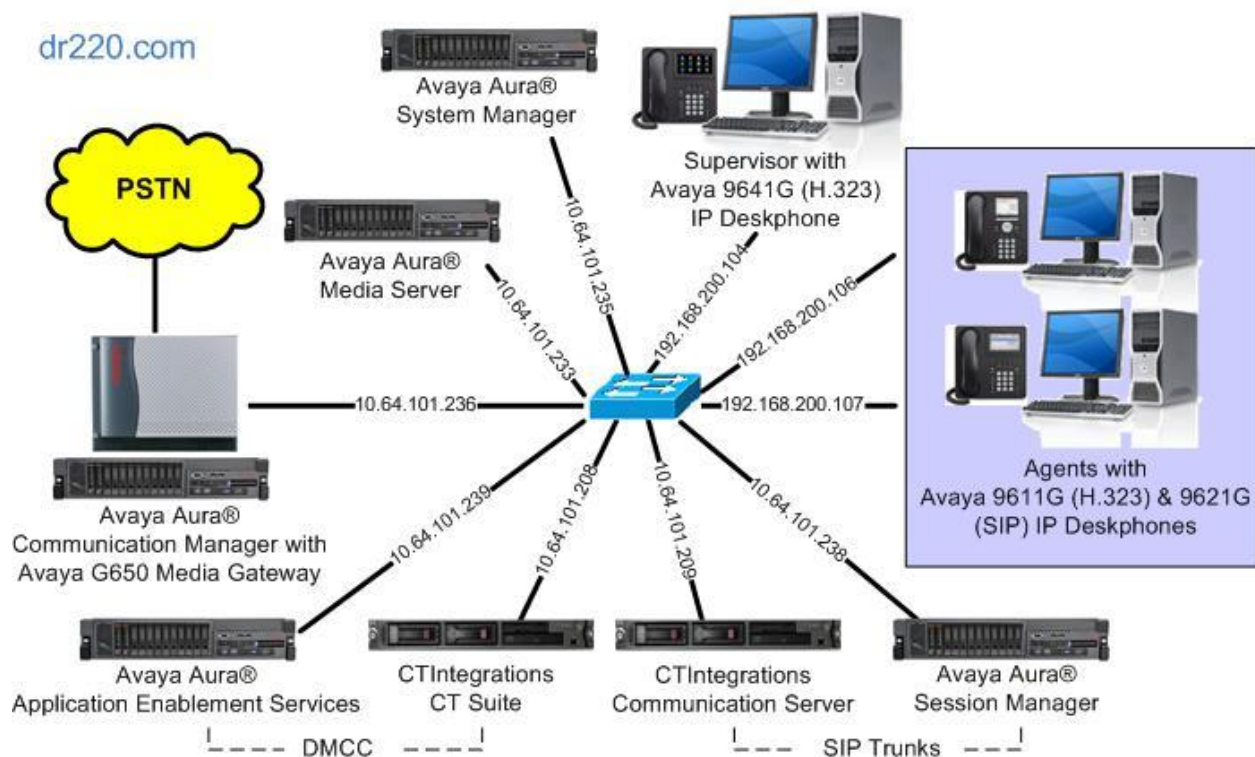 dr220.com
Avaya Aura®
System Manager
Supervisor with
Avaya 9641G (H.323)
IP Deskphone
PSTN
Avaya Aura®
Media Server
10.64.101.235
10.64.101.233
192.168.200.104
192.168.200.106
10.64.101.236
192.168.200.107
Agents with
Avaya 9611G (H.323) & 9621G
(SIP) IP Deskphones
Avaya Aura®
Communication Manager with
Avaya G650 Media Gateway
10.64.101.239
10.64.101.208
10.64.101.209
10.64.101.238
Avaya Aura®
Application Enablement Services
CTIntegrations
CT Suite
CTIntegrations
Communication Server
Avaya Aura®
Session Manager
DMCC
SIP Trunks